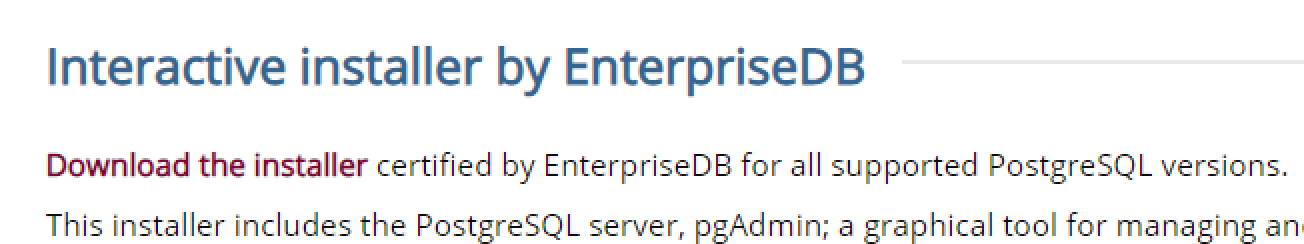 Interactive installer by EnterpriseDB
Download the installer certified by EnterpriseDB for all supported PostgreSQL versions.
This installer includes the PostgreSQL server, pgAdmin; a graphical tool for managing